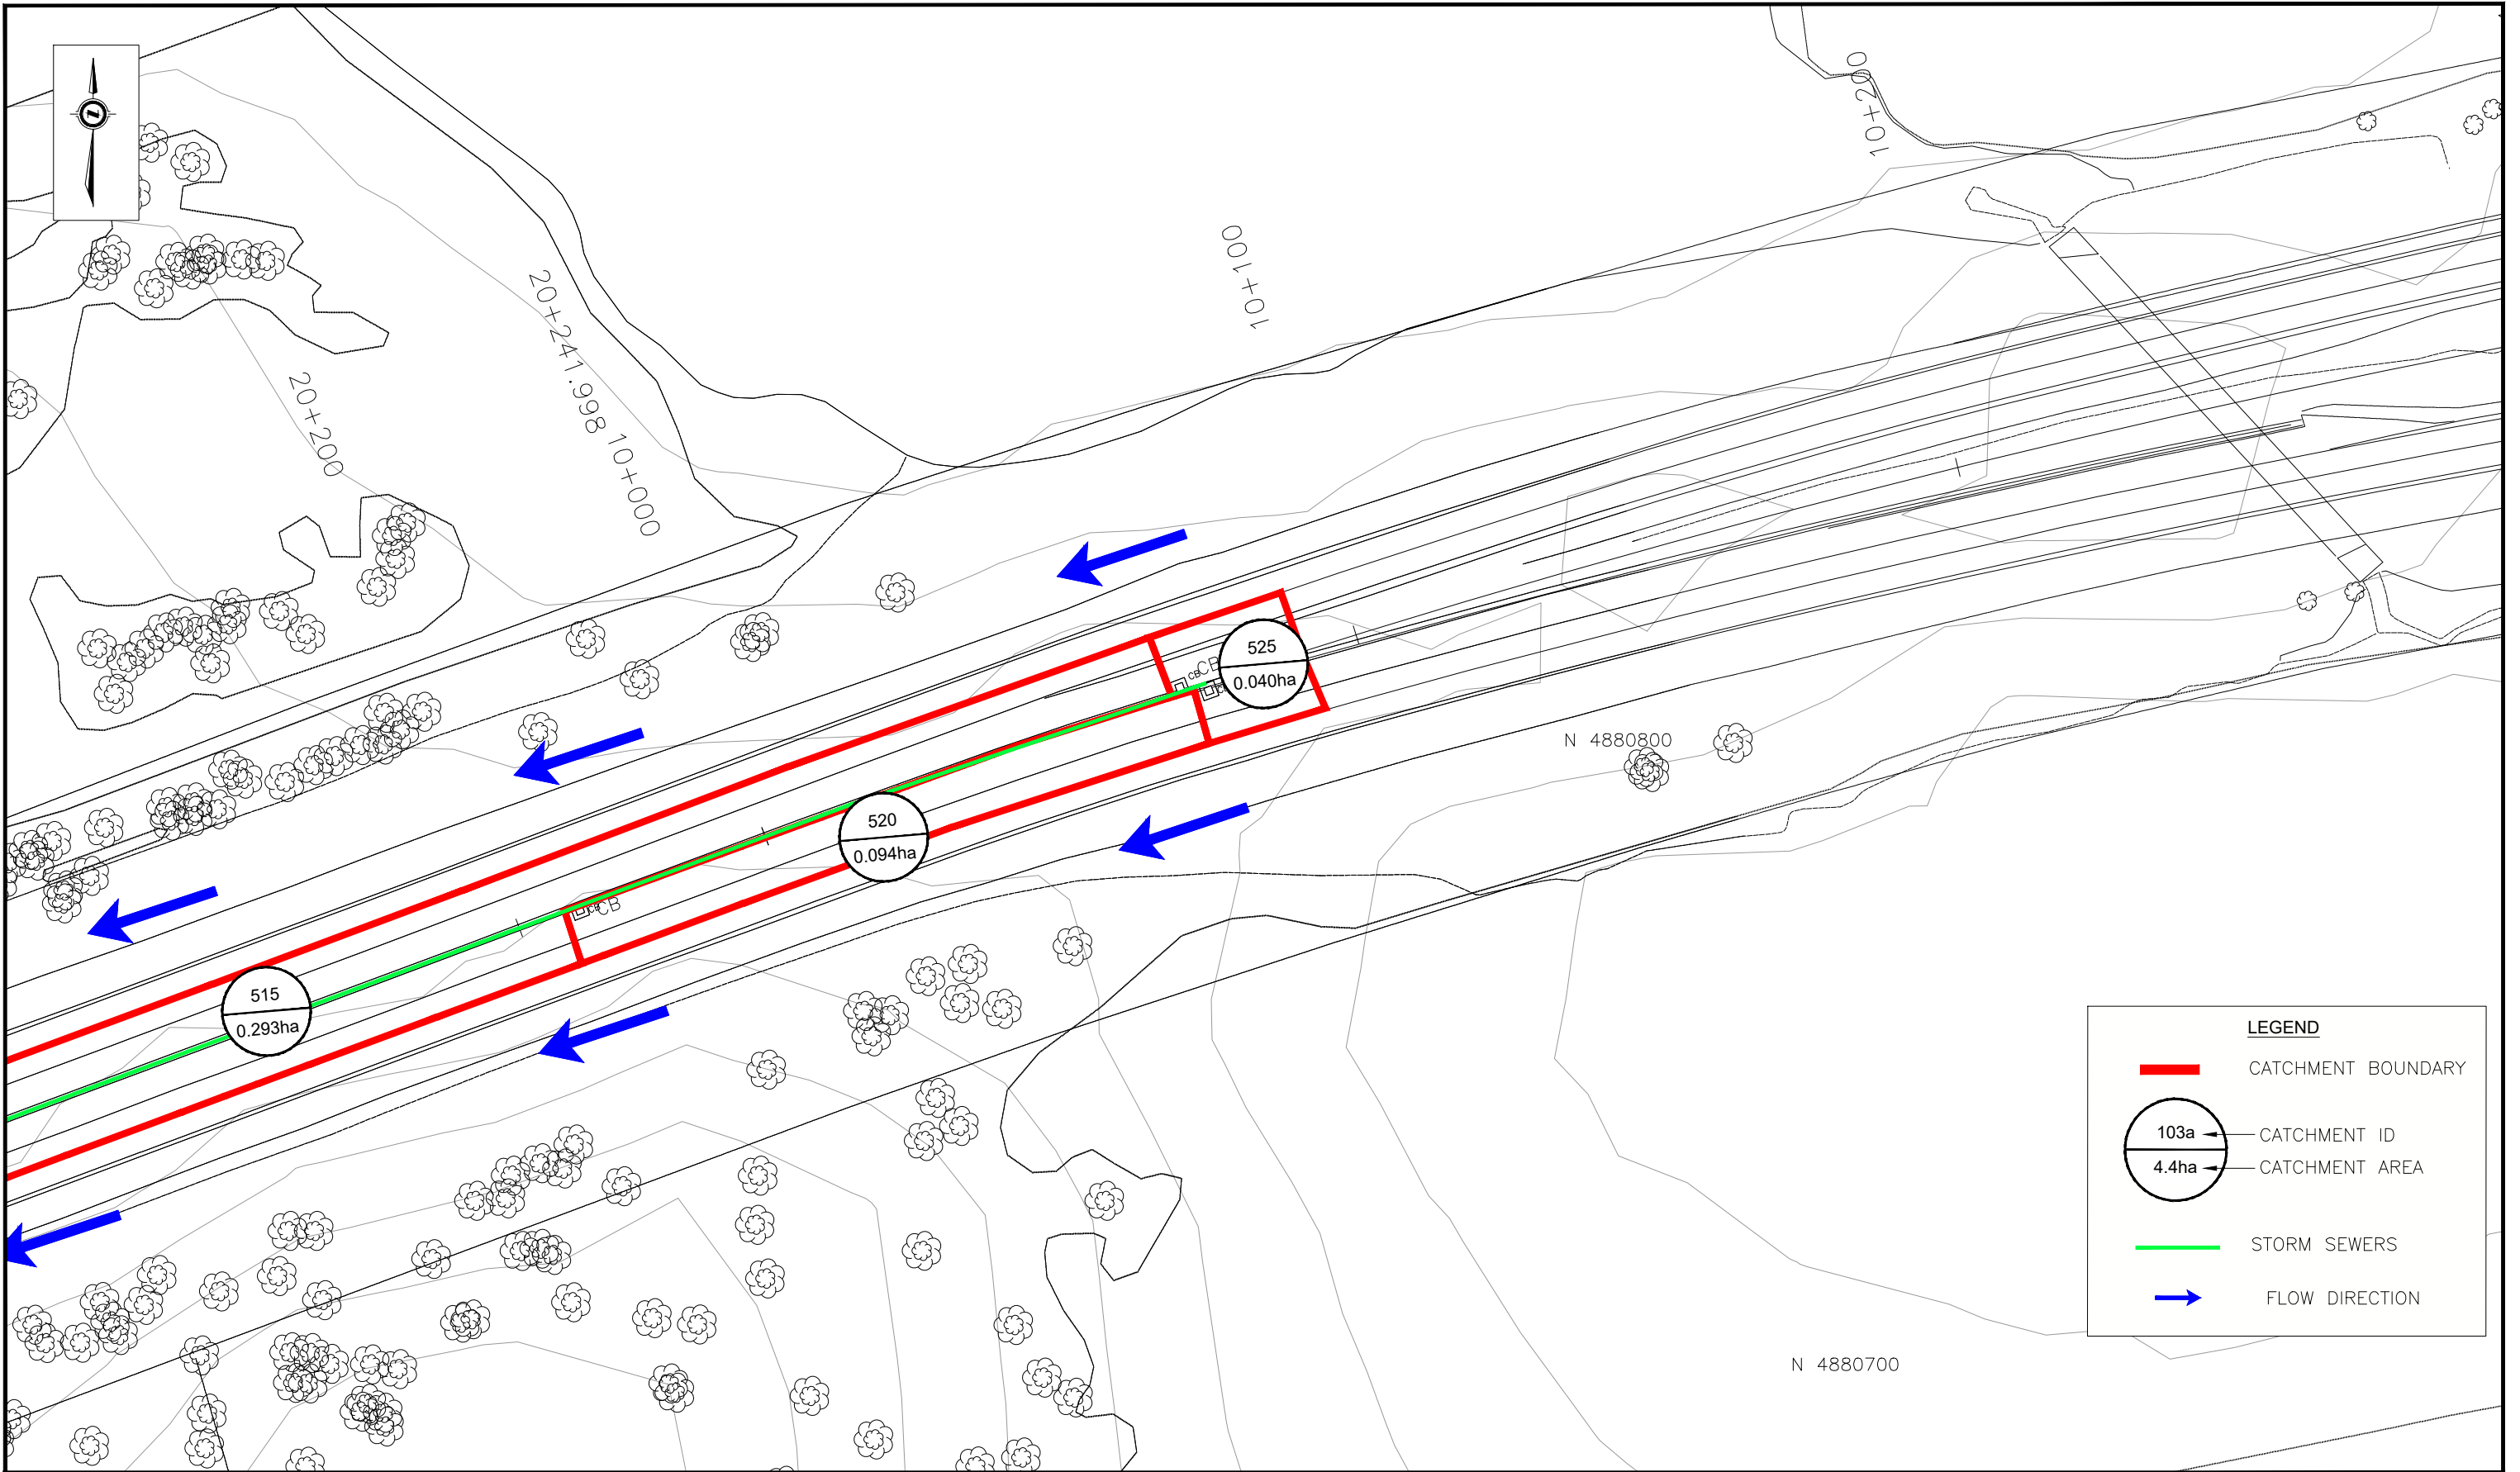 10+200
10+100
20+241.998 10+000
20+200
CB
CB
525
0.040ha
N 4880800
520
0.094ha
CB
515
0.293ha
LEGEND
CATCHMENT BOUNDARY
103a
CATCHMENT ID
4.4ha
CATCHMENT AREA
STORM SEWERS
FLOW DIRECTION
N 4880700